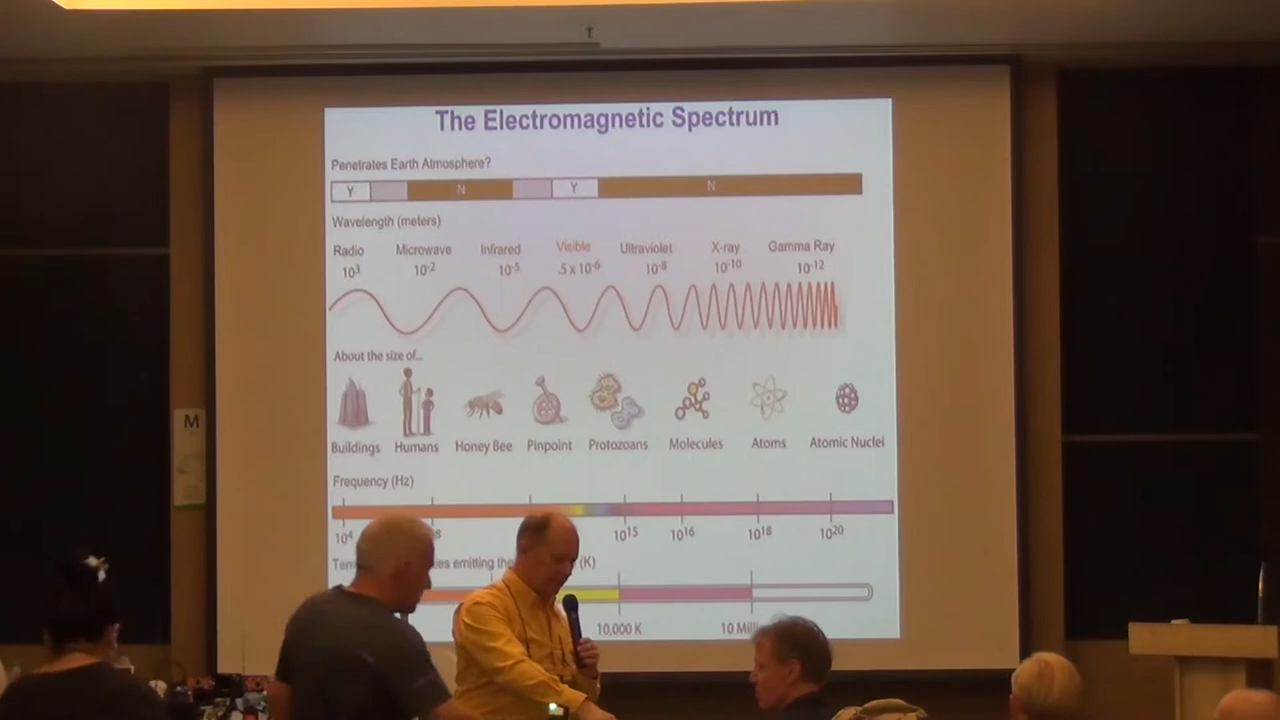 The Electromagnetic Spectrum
Penetrates Earth Atmosphere?
Y N Y N
Wavelength (meters)
Radio Microwave Infrared Visible Ultraviolet X-ray Gamma Ray
10³ 10⁻² 10⁻⁵ .5 x 10⁻⁶ 10⁻⁸ 10⁻¹⁰ 10⁻¹²
About the size of...
Buildings Humans Honey Bee Pinpoint Protozoans Molecules Atoms Atomic Nuclei
M
Frequency (Hz)
10⁴ 10¹⁵ 10¹⁶ 10¹⁸ 10²⁰
emitting (K)
10,000 K 10